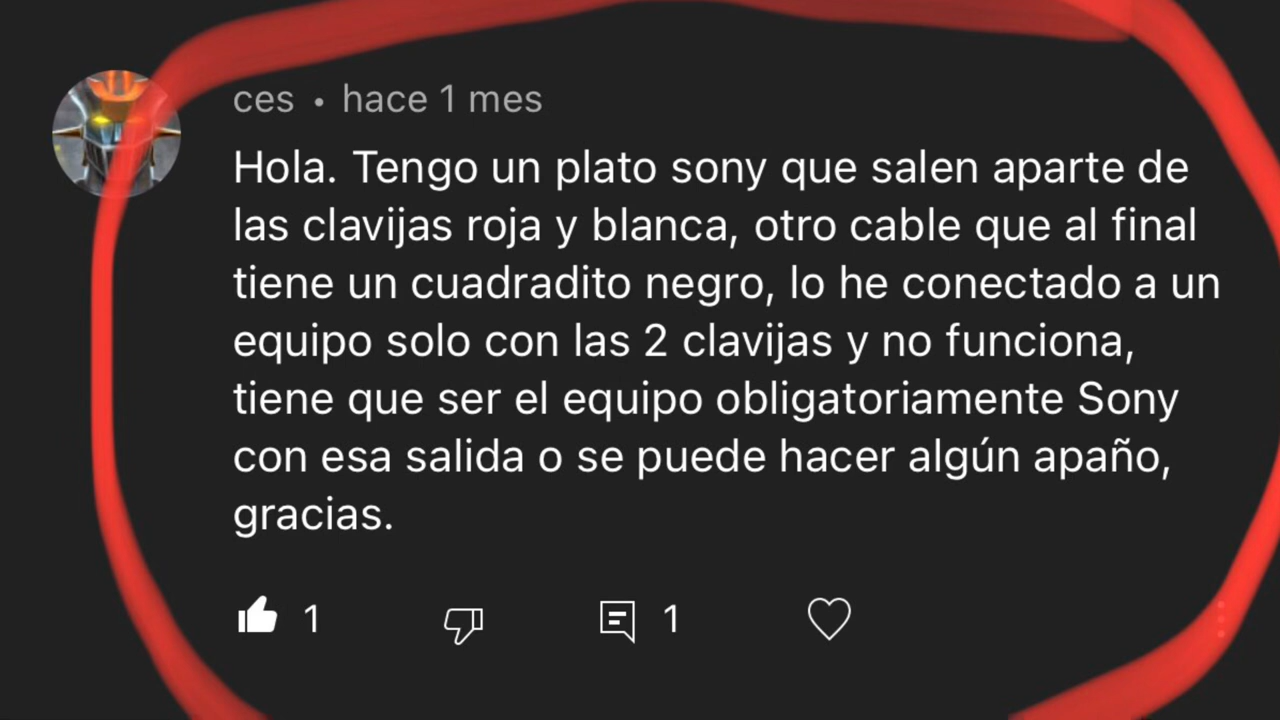 ces • hace 1 mes
Hola. Tengo un plato sony que salen aparte de
las clavijas roja y blanca, otro cable que al final
tiene un cuadradito negro, lo he conectado a un
equipo solo con las 2 clavijas y no funciona,
tiene que ser el equipo obligatoriamente Sony
con esa salida o se puede hacer algún apaño,
gracias.
1 1